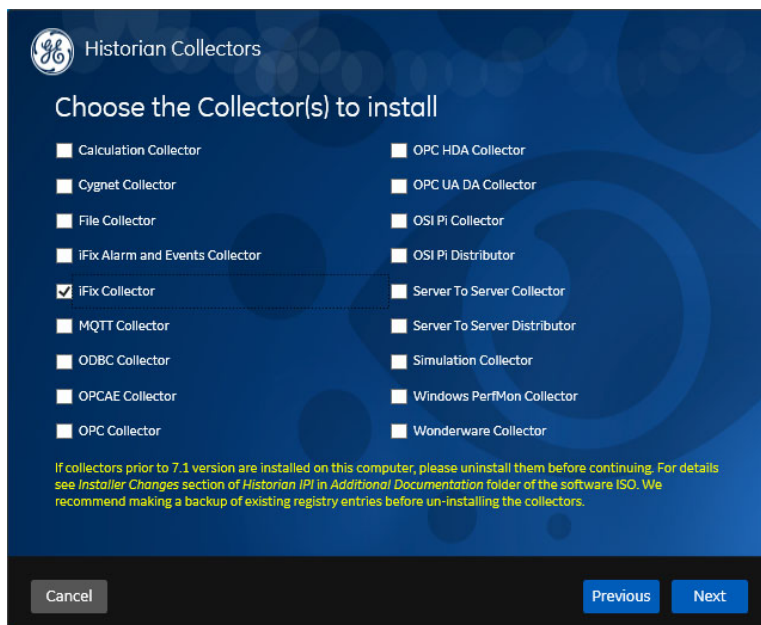 Historian Collectors
Choose the Collector(s) to install
Calculation Collector
Cygnet Collector
File Collector
iFix Alarm and Events Collector
iFix Collector
MQTT Collector
ODBC Collector
OPCAE Collector
OPC Collector
OPC HDA Collector
OPC UA DA Collector
OSI Pi Collector
OSI Pi Distributor
Server To Server Collector
Server To Server Distributor
Simulation Collector
Windows PerfMon Collector
Wonderware Collector
If collectors prior to 7.1 version are installed on this computer, please uninstall them before continuing. For details
see Installer Changes section of Historian IPI in Additional Documentation folder of the software ISO. We
recommend making a backup of existing registry entries before un-installing the collectors.
Cancel
Previous
Next